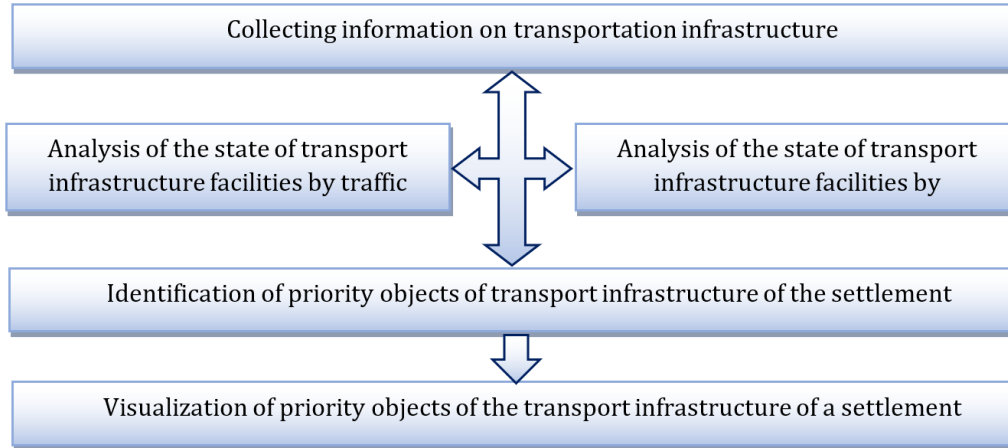 Collecting information on transportation infrastructure
Analysis of the state of transport
infrastructure facilities by traffic
Analysis of the state of transport
infrastructure facilities by
Identification of priority objects of transport infrastructure of the settlement
Visualization of priority objects of the transport infrastructure of a settlement